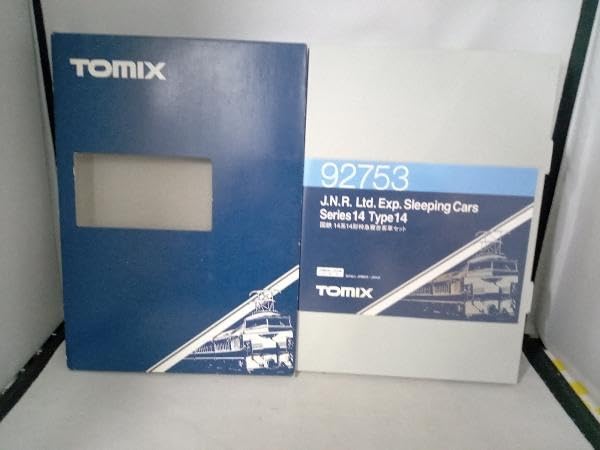 TOMIX
92753
J.N.R. Ltd. Exp. Sleeping Cars
Series 14 Type 14
国鉄 14系14形特急寝台客車セット
TOMIX